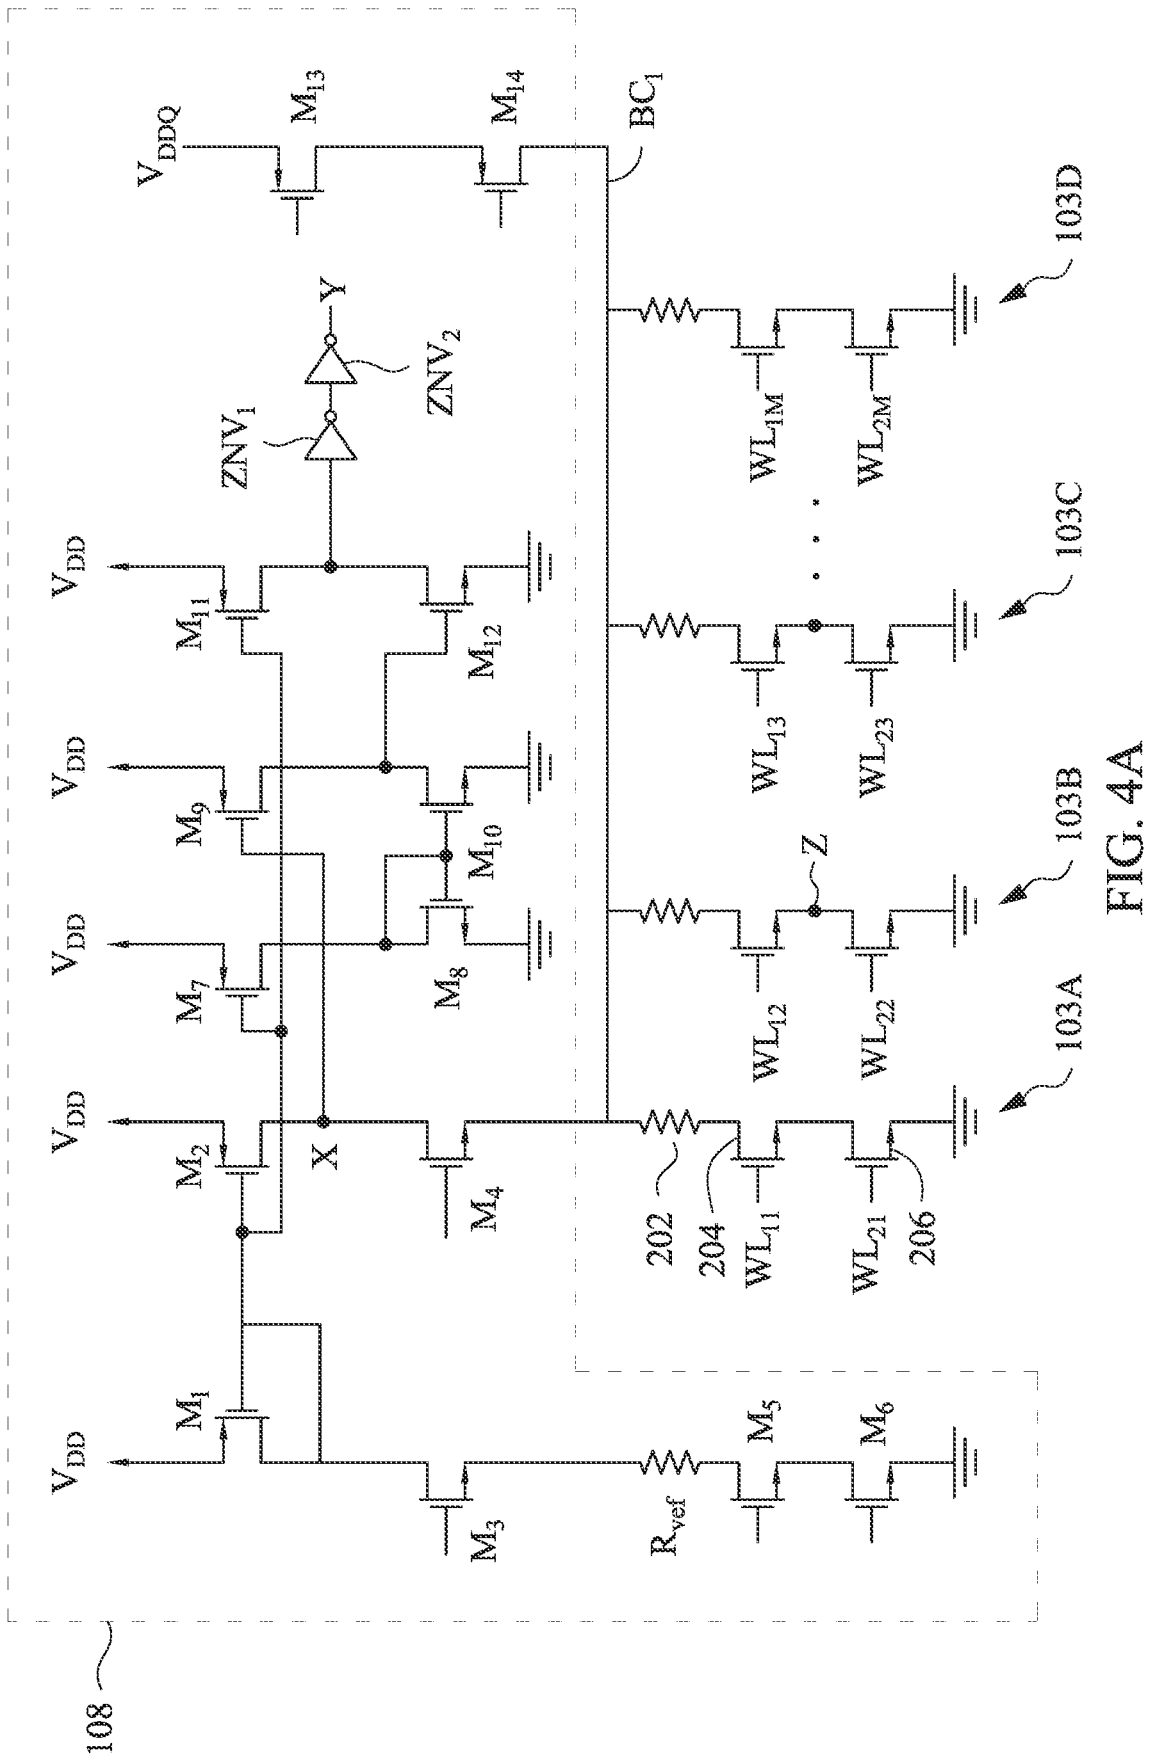 108
V_DD
V_DD
V_DD
V_DD
V_DD
V_DDQ
M_1
M_2
M_7
M_9
M_11
M_13
ZNV_1
ZNV_2
Y
X
M_3
M_4
M_8
M_10
M_12
M_14
BC_1
R_vef
202
204
M_5
WL_11
WL_12
WL_13
WL_1M
Z
M_6
WL_21
206
WL_22
WL_23
WL_2M
103A
103B
103C
103D
FIG. 4A